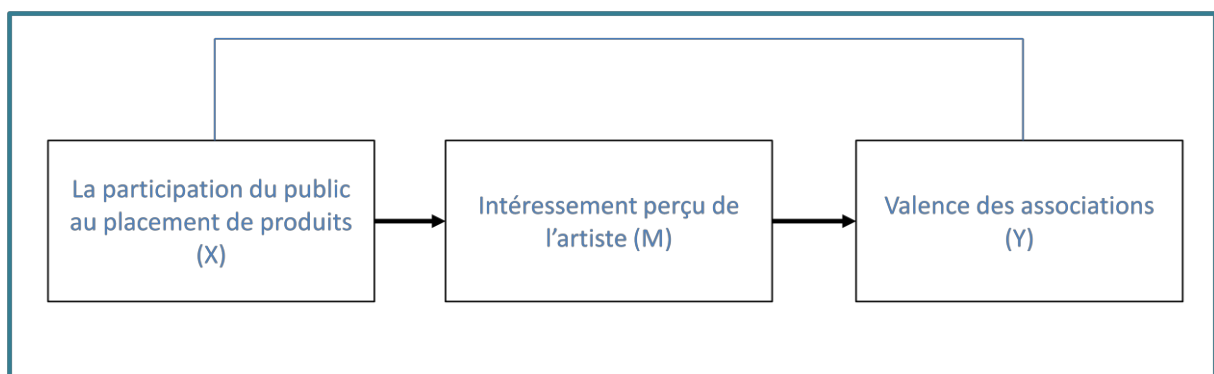 La participation du public
au placement de produits
(X)
Intéressement perçu de
l’artiste (M)
Valence des associations
(Y)